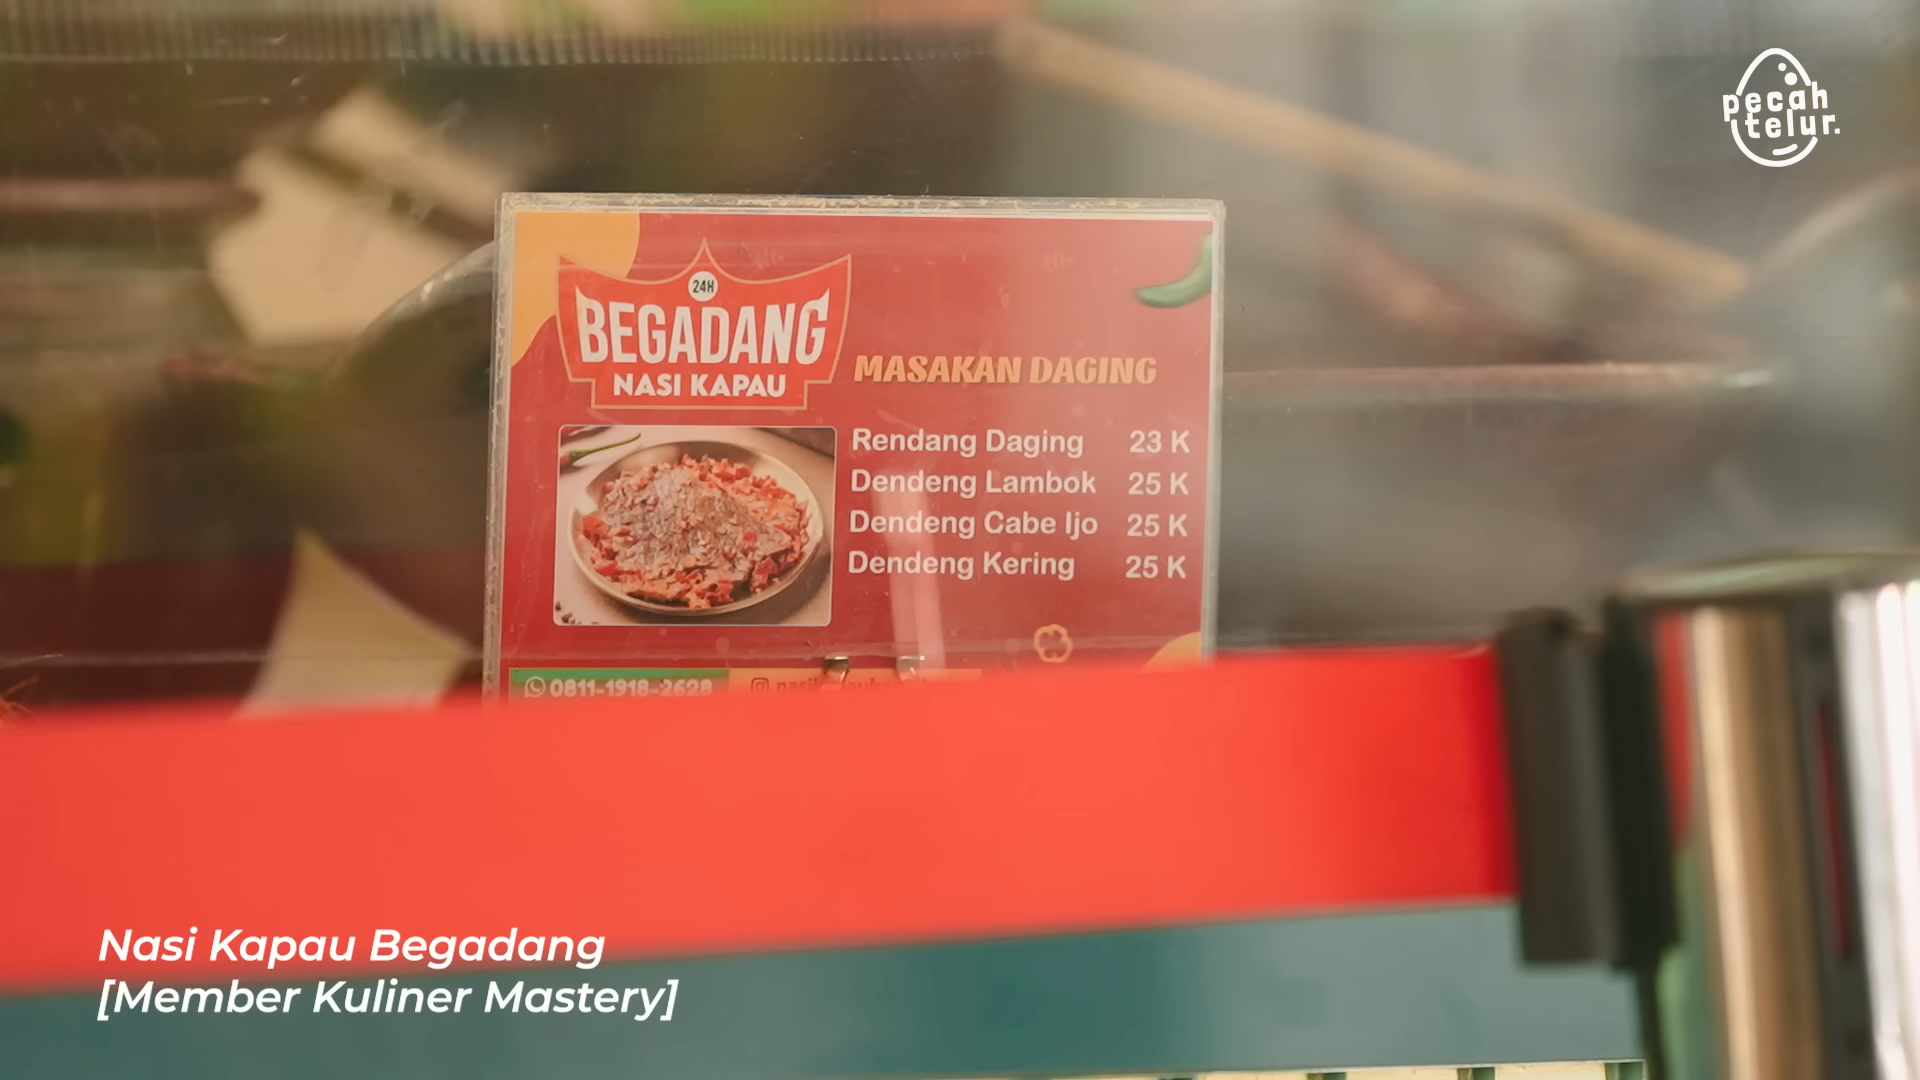 pecah
telur.
24H
BEGADANG
NASI KAPAU
MASAKAN DAGING
Rendang Daging 23 K
Dendeng Lambok 25 K
Dendeng Cabe Ijo 25 K
Dendeng Kering 25 K
0811-1918-2628
Nasi Kapau Begadang
[Member Kuliner Mastery]